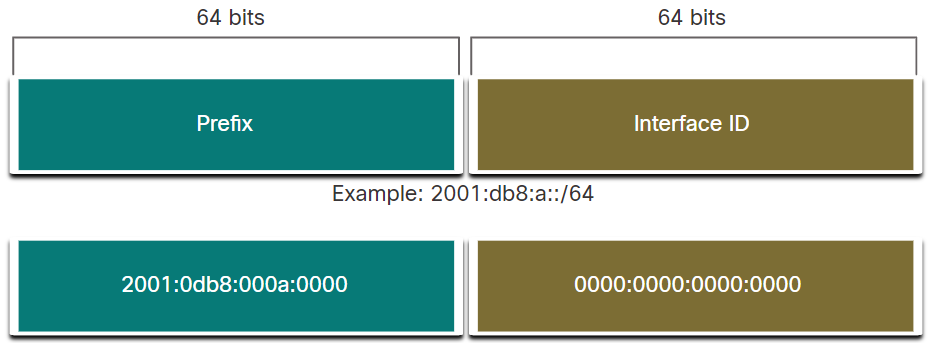 64 bits 64 bits
Prefix Interface ID
Example: 2001:db8:a::/64
2001:0db8:000a:0000 0000:0000:0000:0000